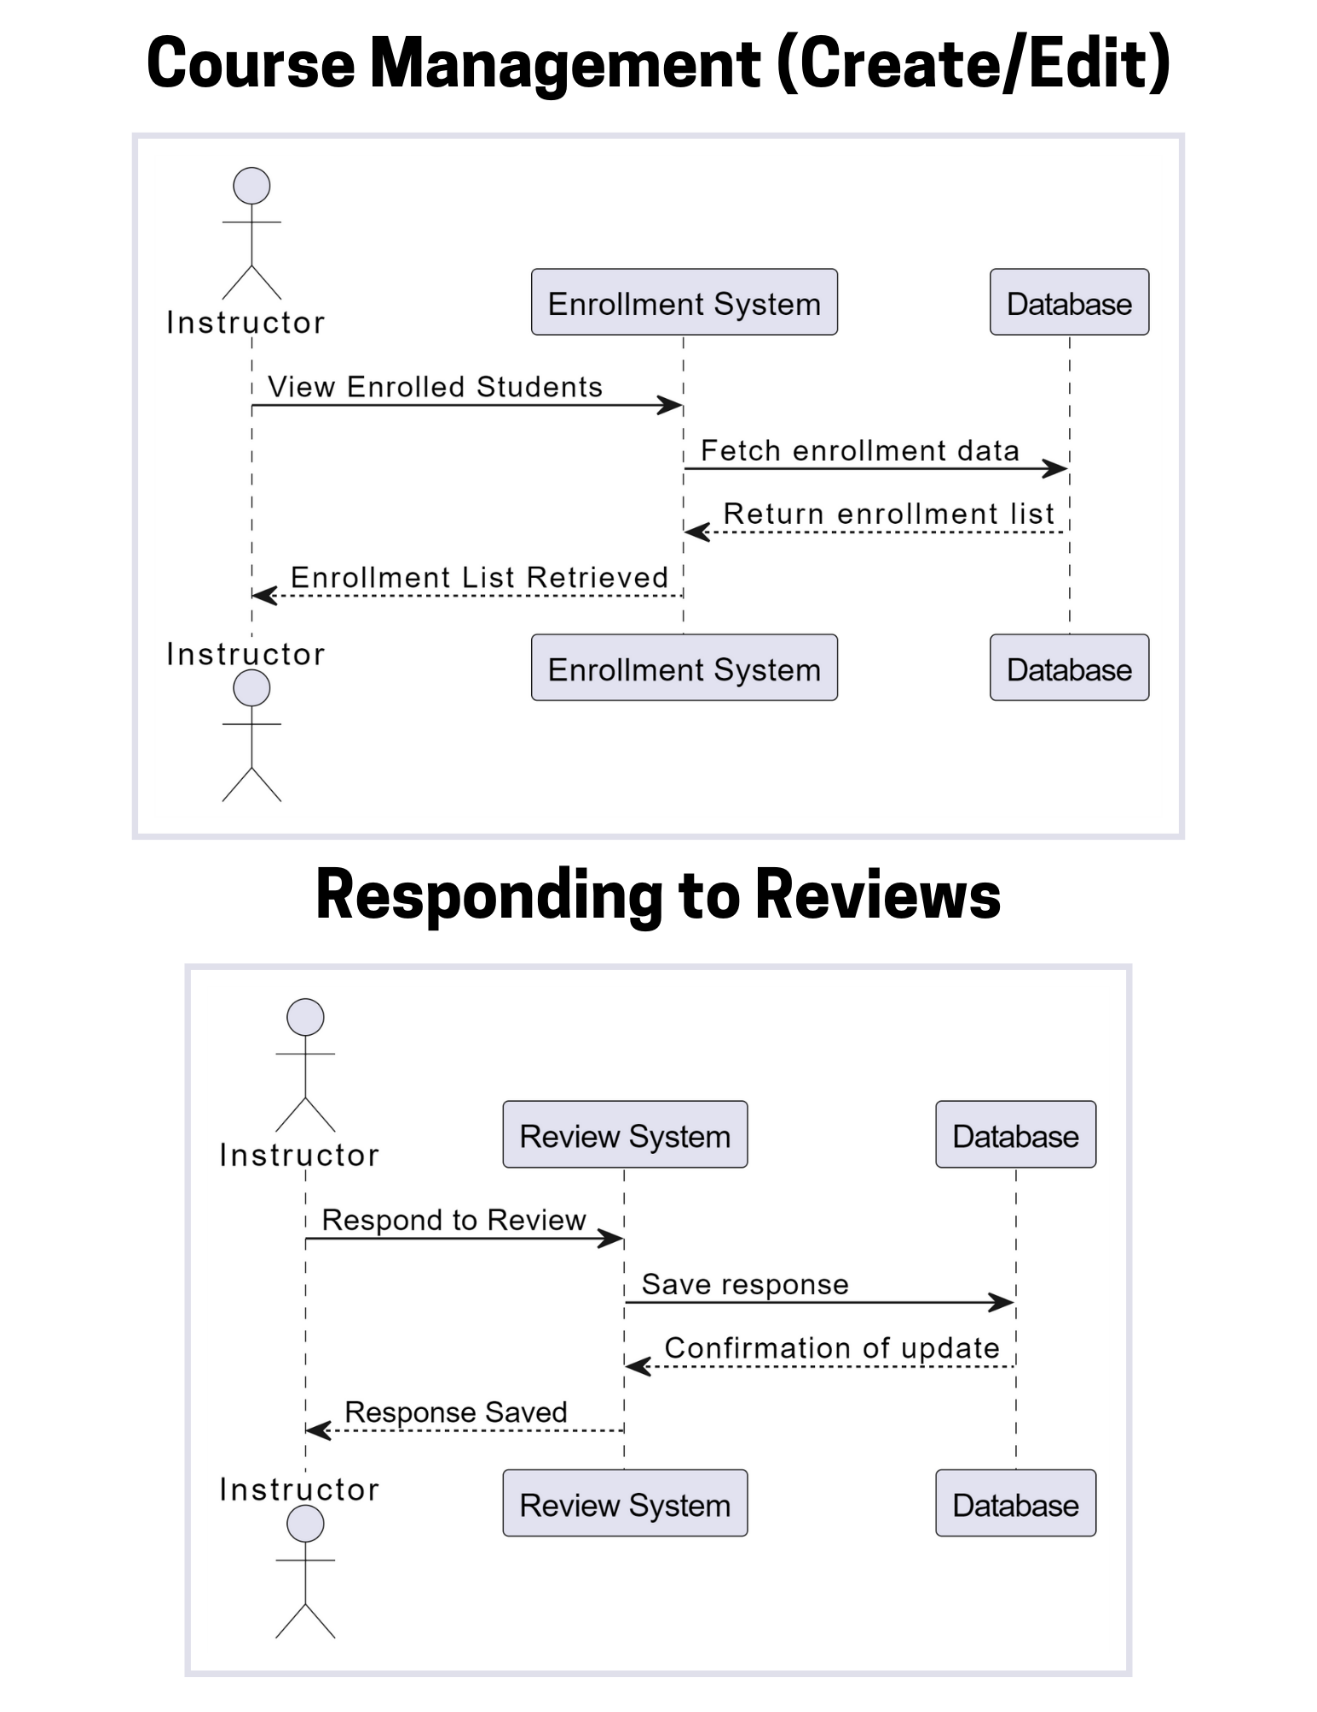 Course Management (Create/Edit)
Instructor
Enrollment System
Database
View Enrolled Students
Fetch enrollment data
Return enrollment list
Enrollment List Retrieved
Instructor
Enrollment System
Database
Responding to Reviews
Instructor
Review System
Database
Respond to Review
Save response
Confirmation of update
Response Saved
Instructor
Review System
Database